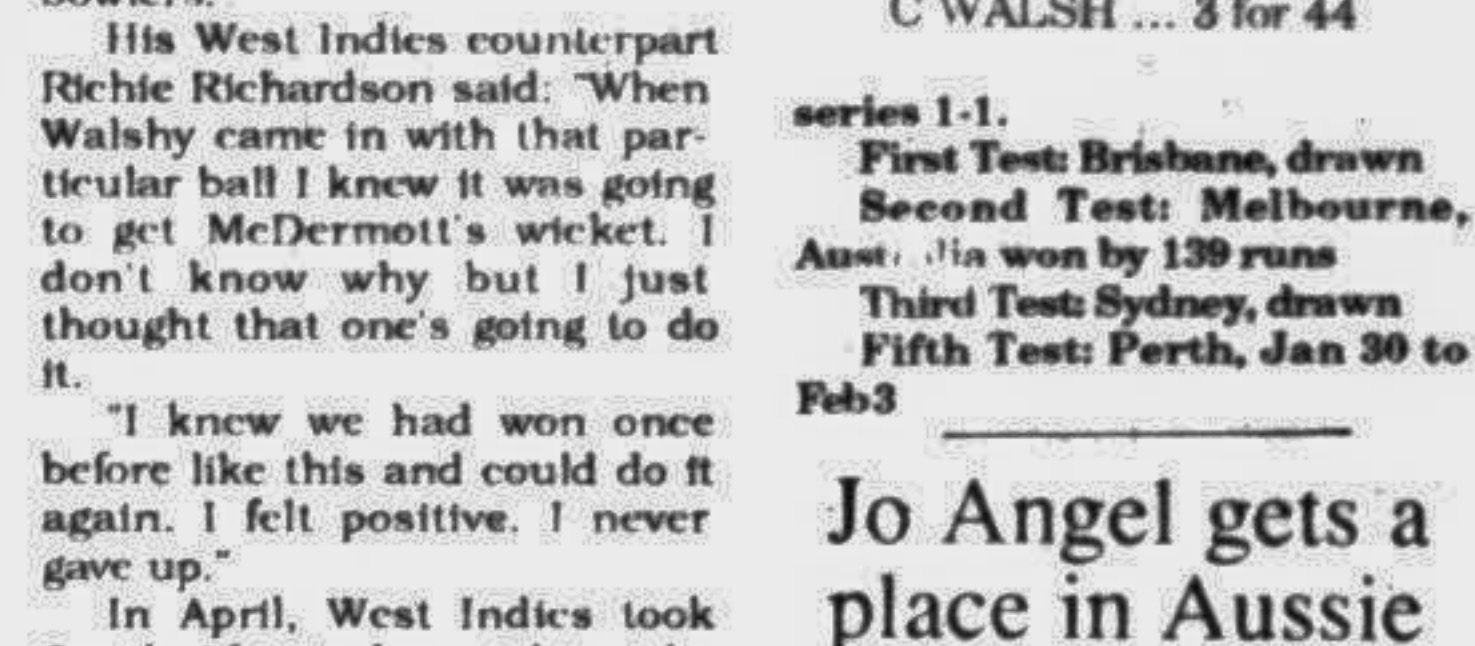 His West Indies counterpart
Richie Richardson said: "When
Walshy came in with that par-
ticular ball I knew it was going
to get McDermott's wicket. I
don't know why but I just
thought that one's going to do
it.
"I knew we had won once
before like this and could do it
again. I felt positive. I never
gave up."
In April, West Indies took
C WALSH ... 3 for 44
series 1-1.
First Test: Brisbane, drawn
Second Test: Melbourne,
won by 139 runs
Third Test: Sydney, drawn
Fifth Test: Perth, Jan 30 to
Feb3
Jo Angel gets a
place in Aussie